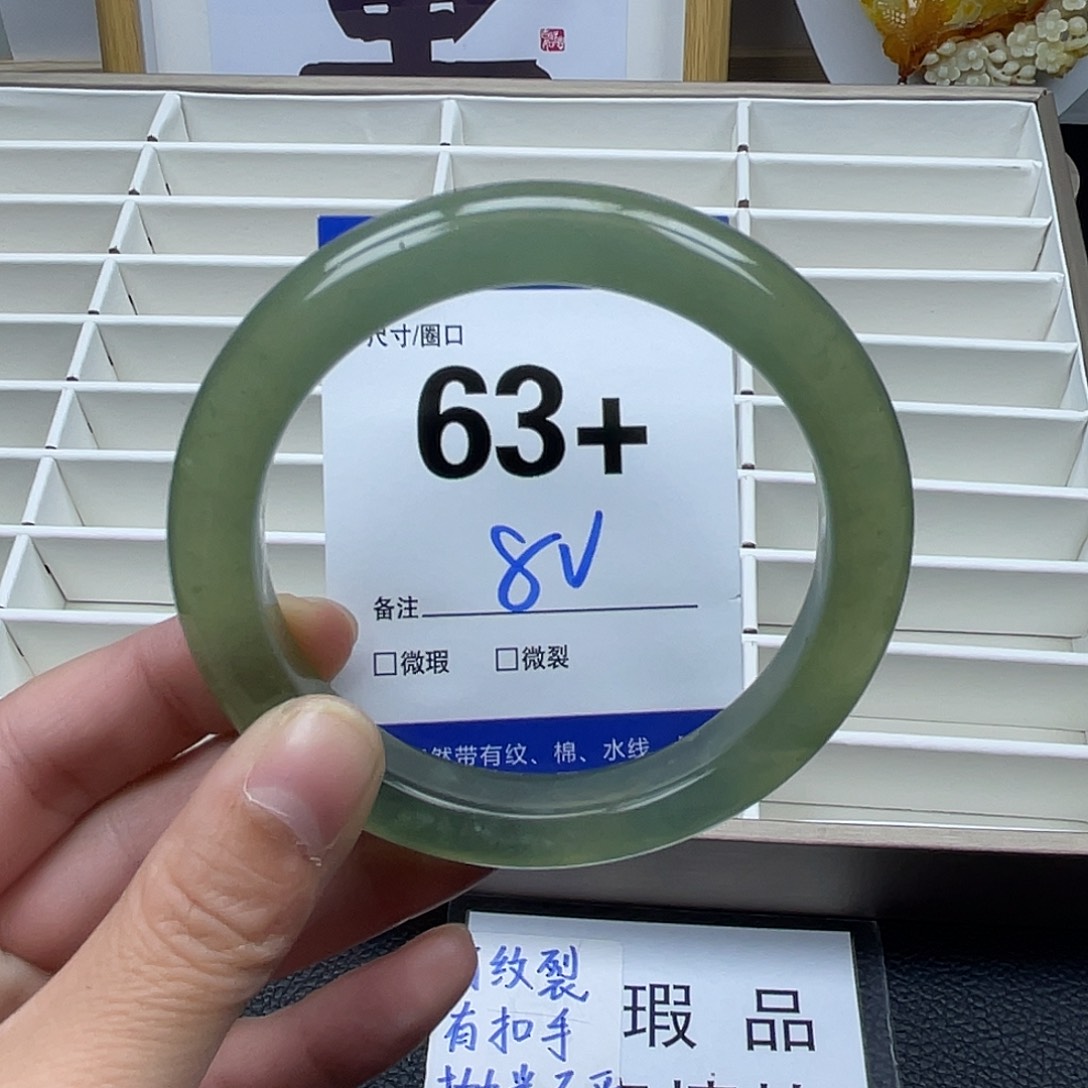 尺寸/圈口
63+
8V
备注
□微瑕 □微裂
然带有纹、棉、水线
纹裂
有扣手
瑕 品